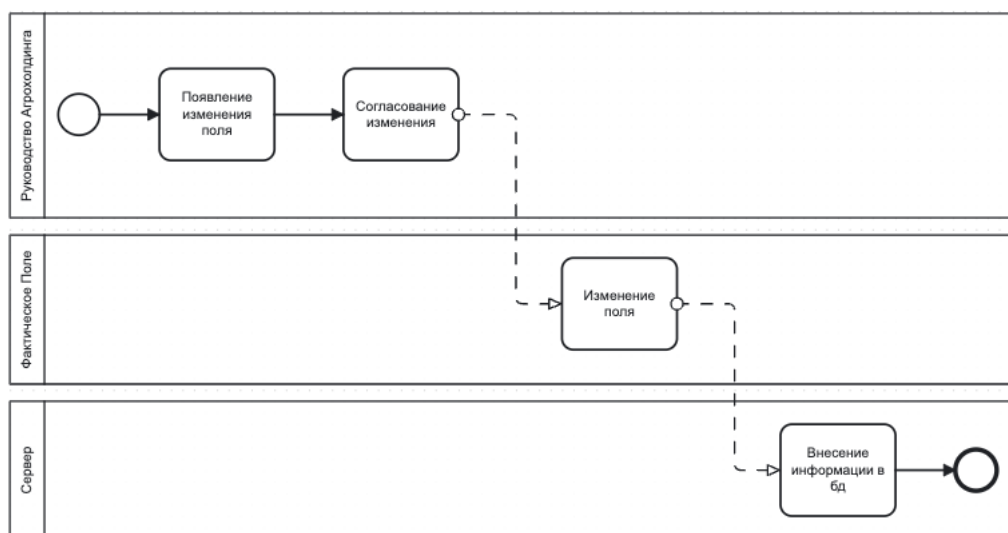 Руководство Агрохолдинга
Появление
изменения
поля
Согласование
изменения
Фактическое Поле
Изменение
поля
Сервер
Внесение
информации в
бд